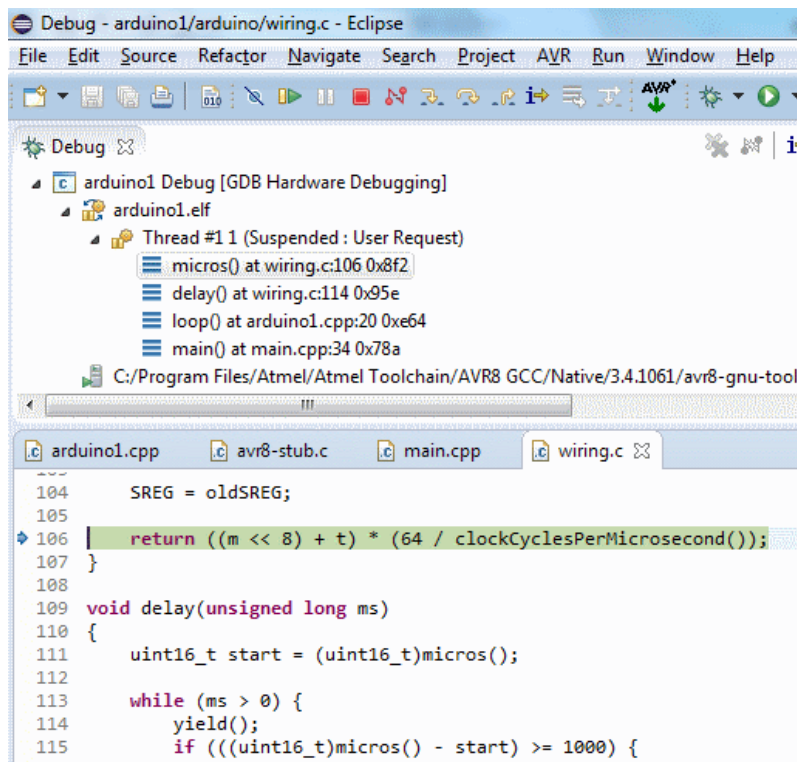 Debug - arduino1/arduino/wiring.c - Eclipse
File Edit Source Refactor Navigate Search Project AVR Run Window Help
010 i AVR*
Debug i
c arduino1 Debug [GDB Hardware Debugging]
arduino1.elf
Thread #1 1 (Suspended : User Request)
micros() at wiring.c:106 0x8f2
delay() at wiring.c:114 0x95e
loop() at arduino1.cpp:20 0xe64
main() at main.cpp:34 0x78a
C:/Program Files/Atmel/Atmel Toolchain/AVR8 GCC/Native/3.4.1061/avr8-gnu-tool
.c arduino1.cpp .c avr8-stub.c .c main.cpp .c wiring.c
104 SREG = oldSREG;
105
106 return ((m << 8) + t) * (64 / clockCyclesPerMicrosecond());
107 }
108
109 void delay(unsigned long ms)
110 {
111 uint16_t start = (uint16_t)micros();
112
113 while (ms > 0) {
114 yield();
115 if (((uint16_t)micros() - start) >= 1000) {